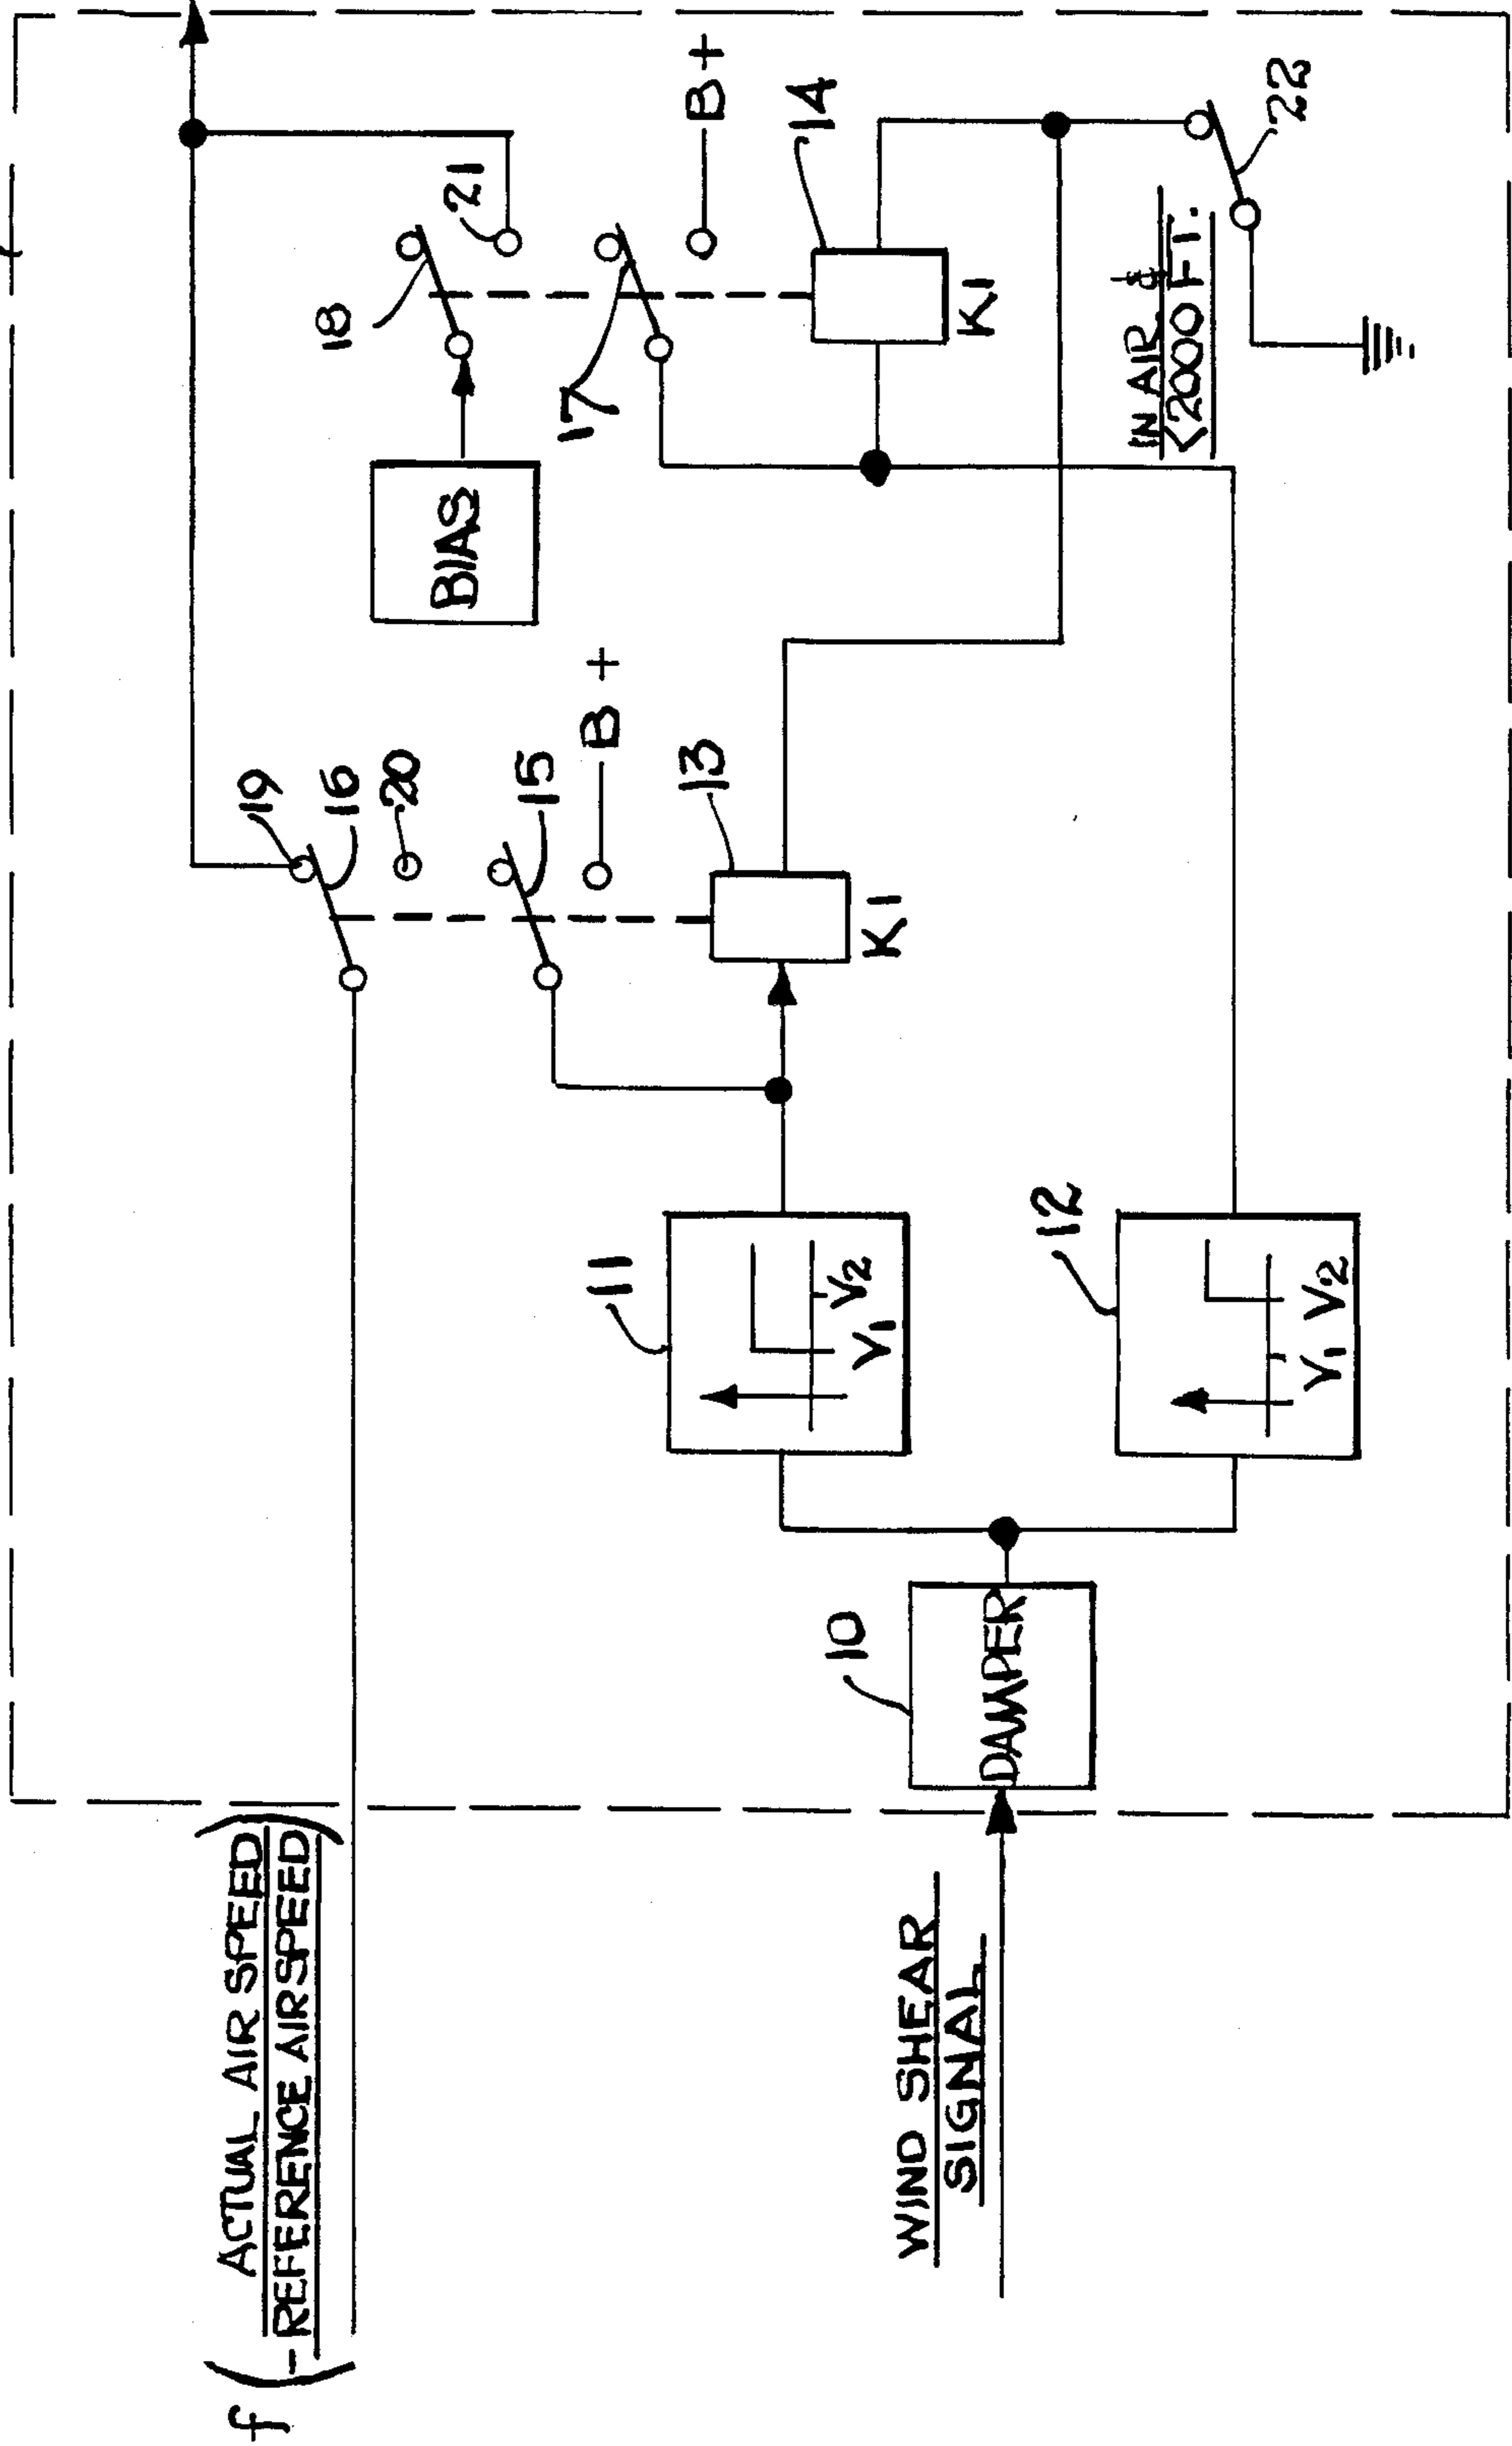 f ( ACTUAL AIR SPEED
- REFERENCE AIRSPEED )
19
16
20
15
B +
13
K1
18
21
BIAS
17
B +
14
K1
11
V1 V2
12
V1 V2
10
DAMPER
WIND SHEAR
SIGNAL
IN AIR &
<2000 FT.
22